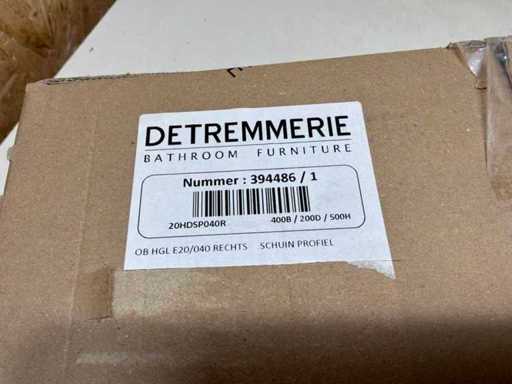 DETREMMERIE
BATHROOM FURNITURE
Nummer : 394486 / 1
20HDSP040R 400B / 200D / 500H
OB HGL E20/040 RECHTS SCHUIN PROFIEL